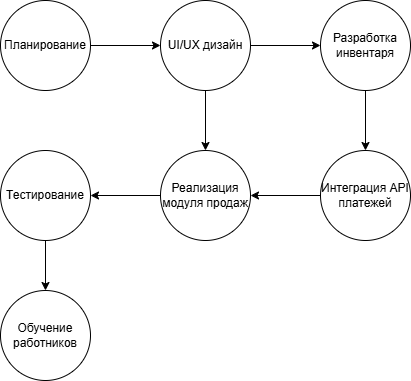 Планирование
UI/UX дизайн
Разработка
инвентаря
Тестирование
Реализация
модуля продаж
Интеграция API
платежей
Обучение
работников